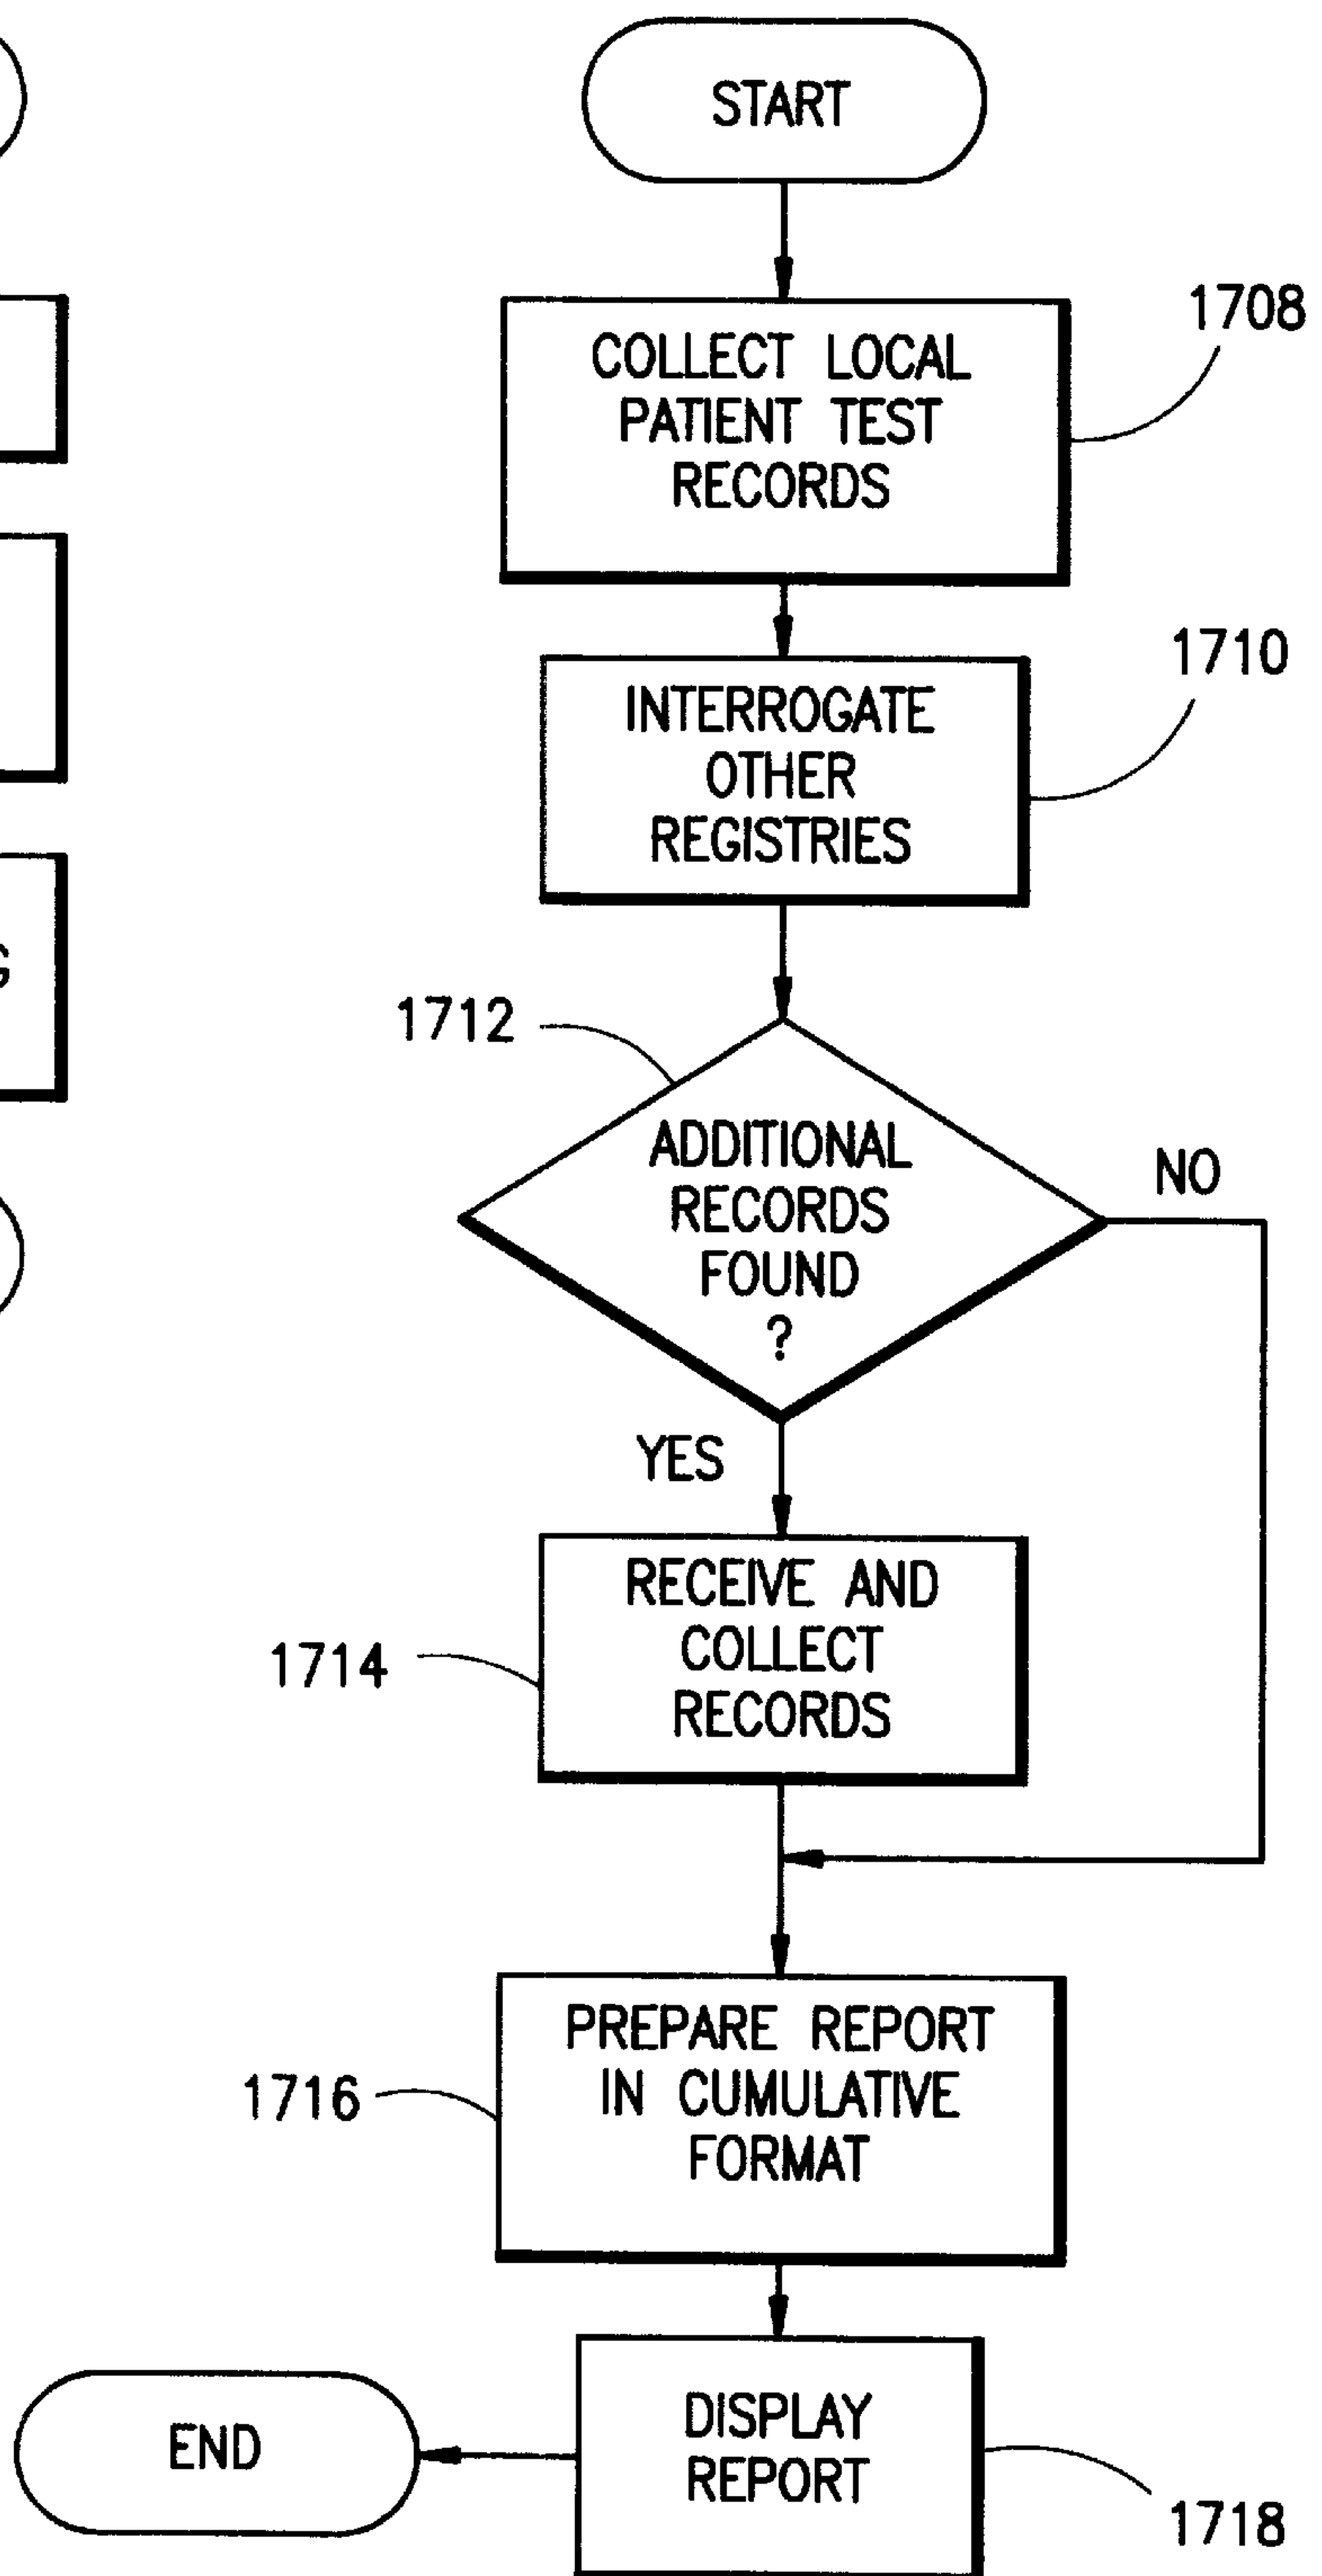 START
COLLECT LOCAL
PATIENT TEST
RECORDS
1708
INTERROGATE
OTHER
REGISTRIES
1710
1712
ADDITIONAL
RECORDS
FOUND
?
NO
YES
RECEIVE AND
COLLECT
RECORDS
1714
PREPARE REPORT
IN CUMULATIVE
FORMAT
1716
DISPLAY
REPORT
1718
END